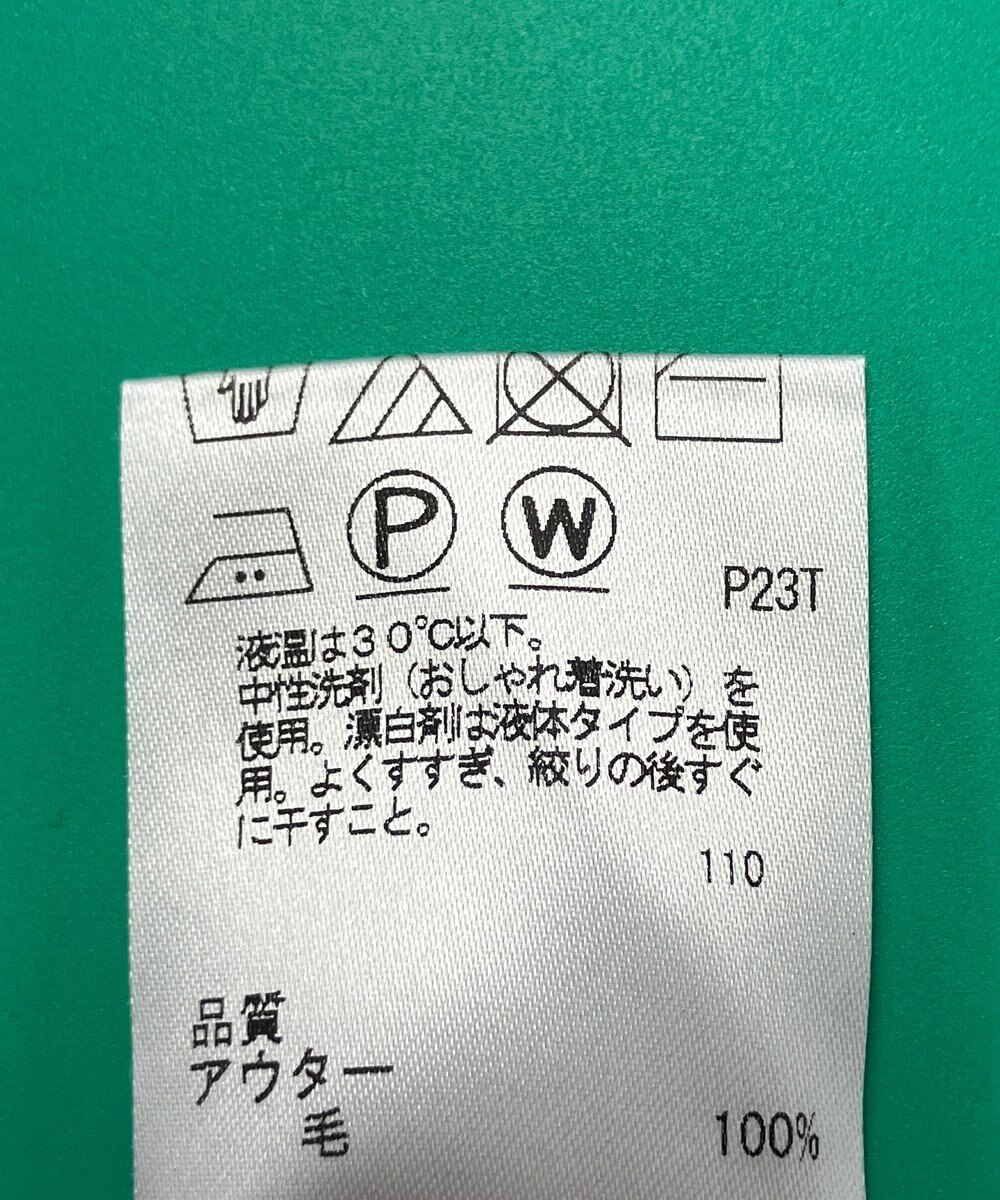 P
W
P23T
液温は30℃以下。
中性洗剤（おしゃれ着洗い）を
使用。漂白剤は液体タイプを使
用。よくすすぎ、絞りの後すぐ
に干すこと。
110
品質
アウター
毛 100%